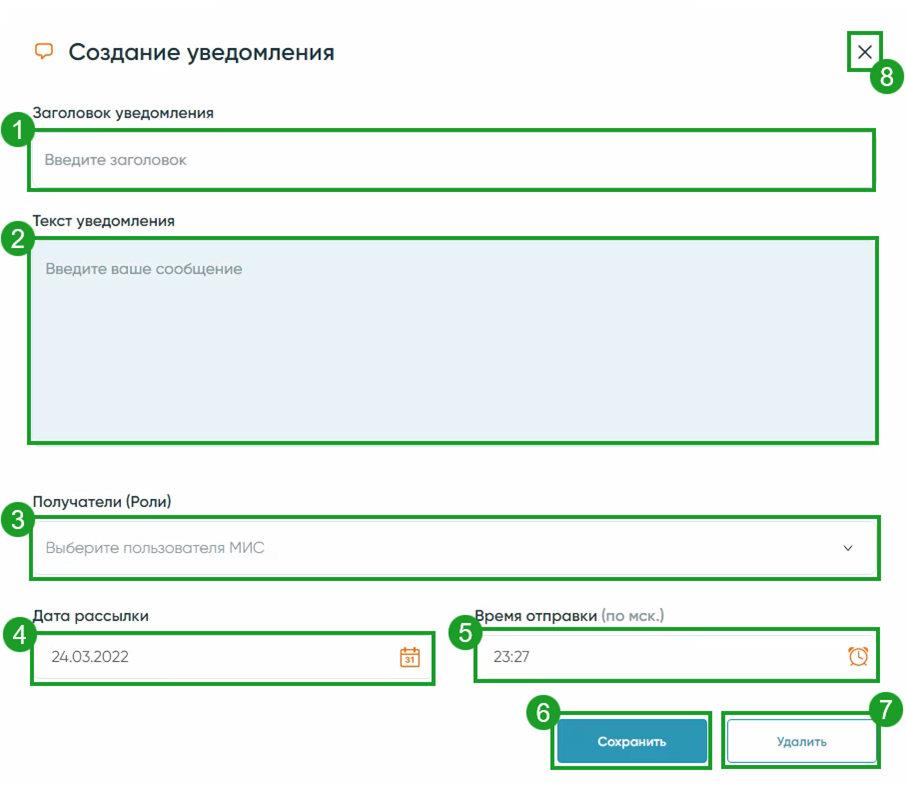 Создание уведомления
8
Заголовок уведомления
1
Введите заголовок
Текст уведомления
2
Введите ваше сообщение
Получатели (Роли)
3
Выберите пользователя МИС
Дата рассылки
4
24.03.2022
31
Время отправки (по мск.)
5
23:27
6
Сохранить
7
Удалить